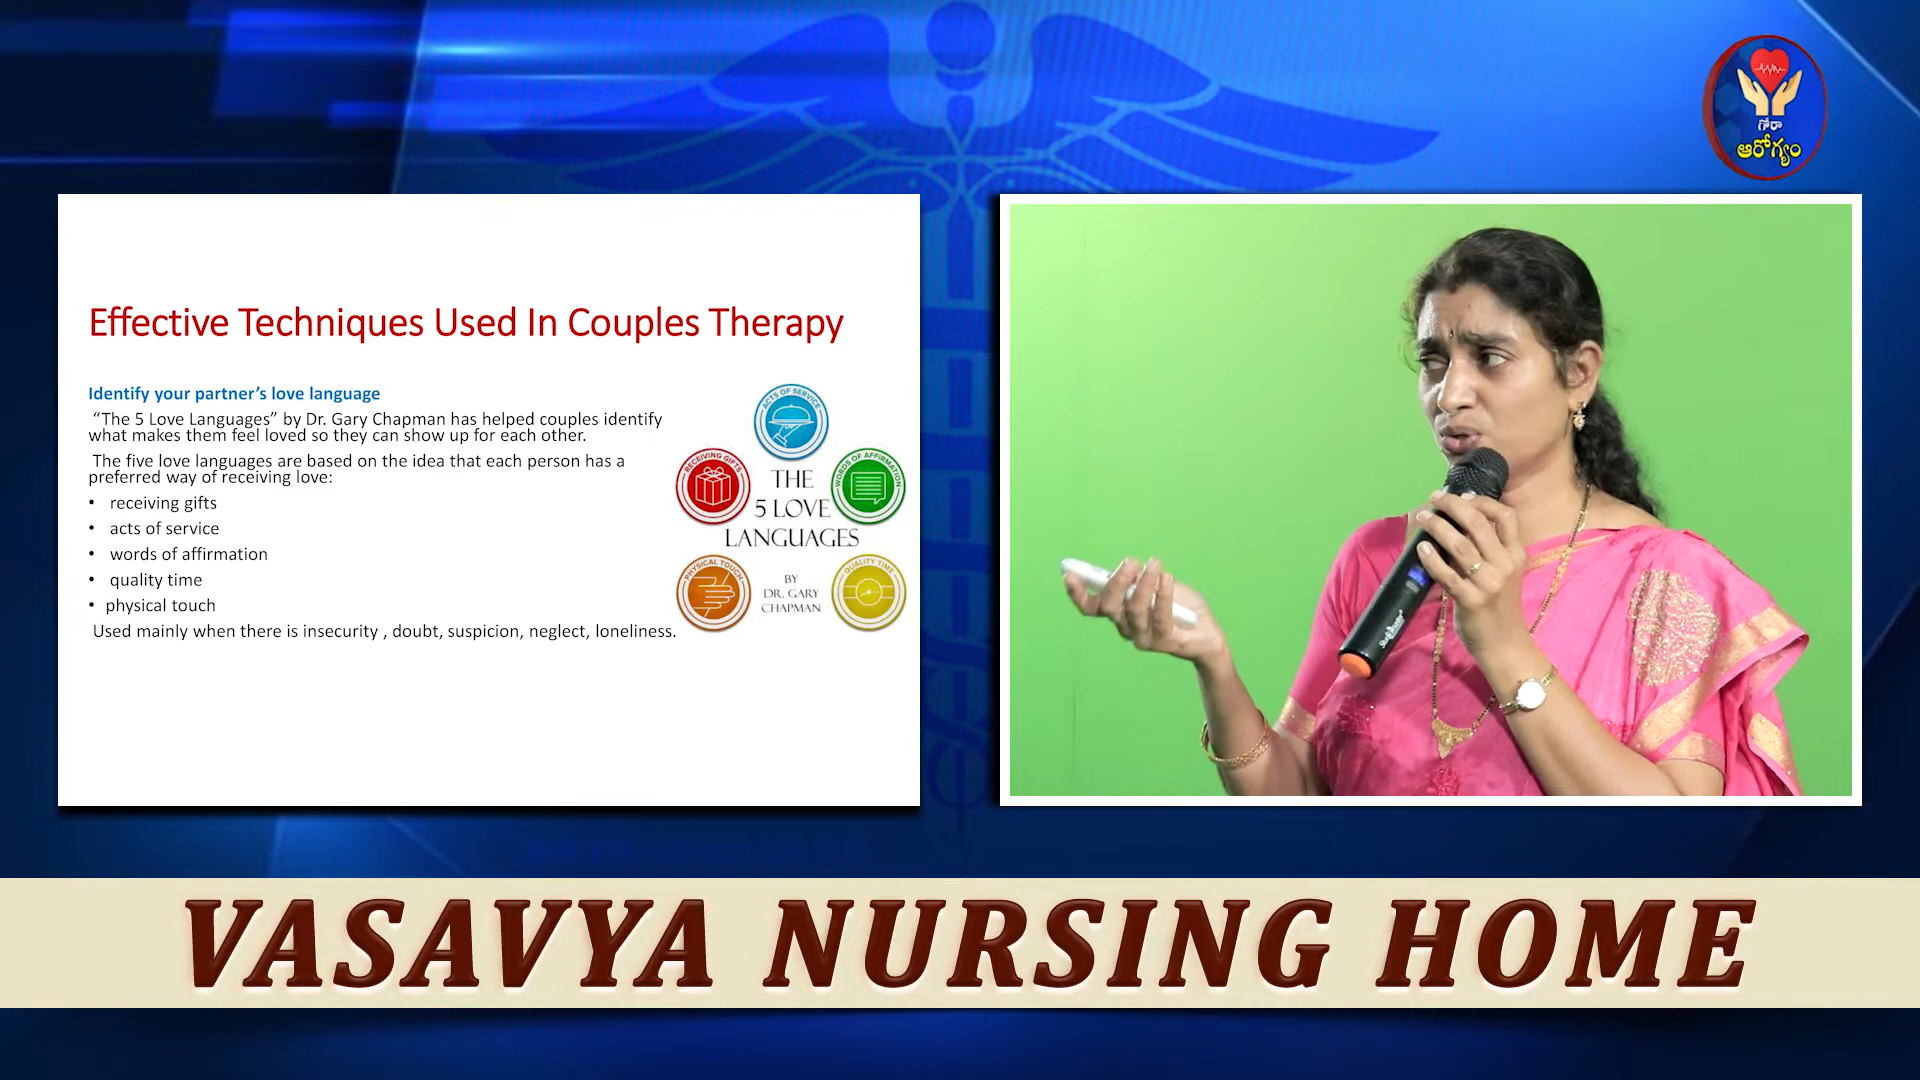 గోరా
ఆరోగ్యం
Effective Techniques Used In Couples Therapy
Identify your partner’s love language
“The 5 Love Languages” by Dr. Gary Chapman has helped couples identify
what makes them feel loved so they can show up for each other.
The five love languages are based on the idea that each person has a
preferred way of receiving love:
• receiving gifts
• acts of service
• words of affirmation
• quality time
• physical touch
Used mainly when there is insecurity , doubt, suspicion, neglect, loneliness.
ACTS OF SERVICE
RECEIVING GIFTS
WORDS OF AFFIRMATION
THE
5 LOVE
LANGUAGES
PHYSICAL TOUCH
QUALITY TIME
BY
DR. GARY
CHAPMAN
VASAVYA NURSING HOME